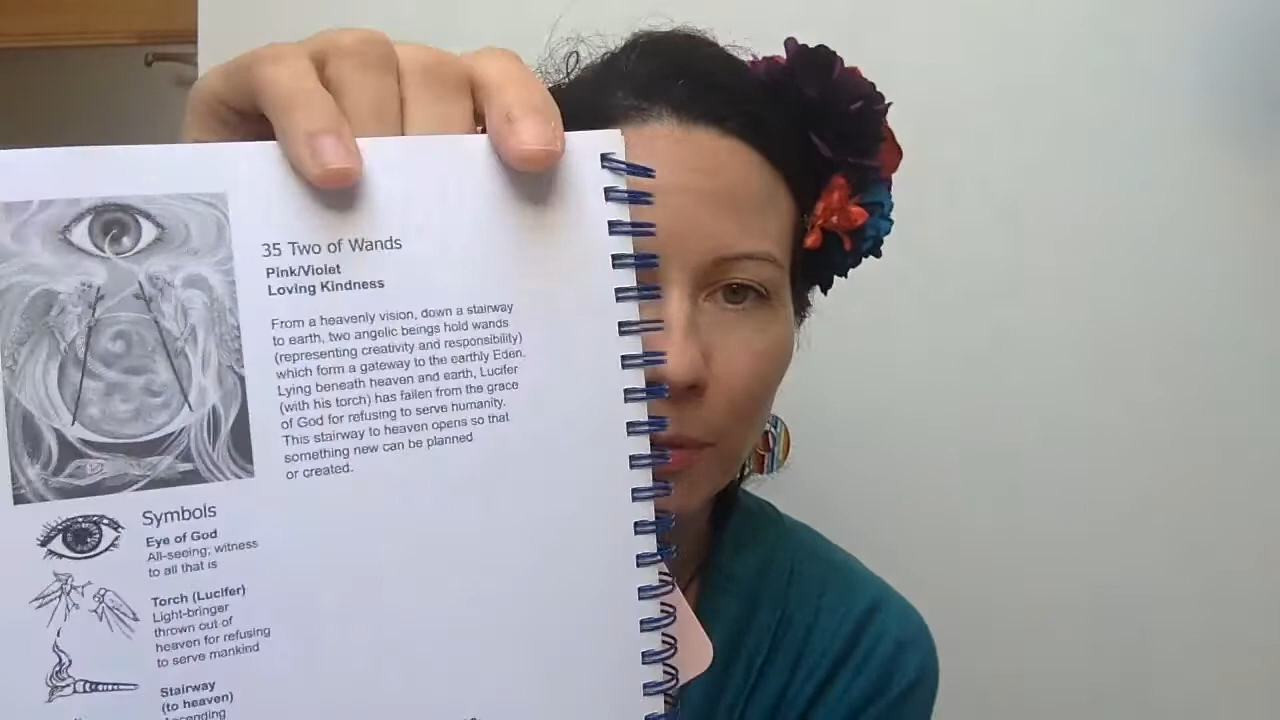 35 Two of Wands
Pink/Violet
Loving Kindness
From a heavenly vision, down a stairway
to earth, two angelic beings hold wands
(representing creativity and responsibility)
which form a gateway to the earthly Eden.
Lying beneath heaven and earth, Lucifer
(with his torch) has fallen from the grace
of God for refusing to serve humanity.
This stairway to heaven opens so that
something new can be planned
or created.
Symbols
Eye of God
All-seeing; witness
to all that is
Torch (Lucifer)
Light-bringer
thrown out of
heaven for refusing
to serve mankind
Stairway
(to heaven)